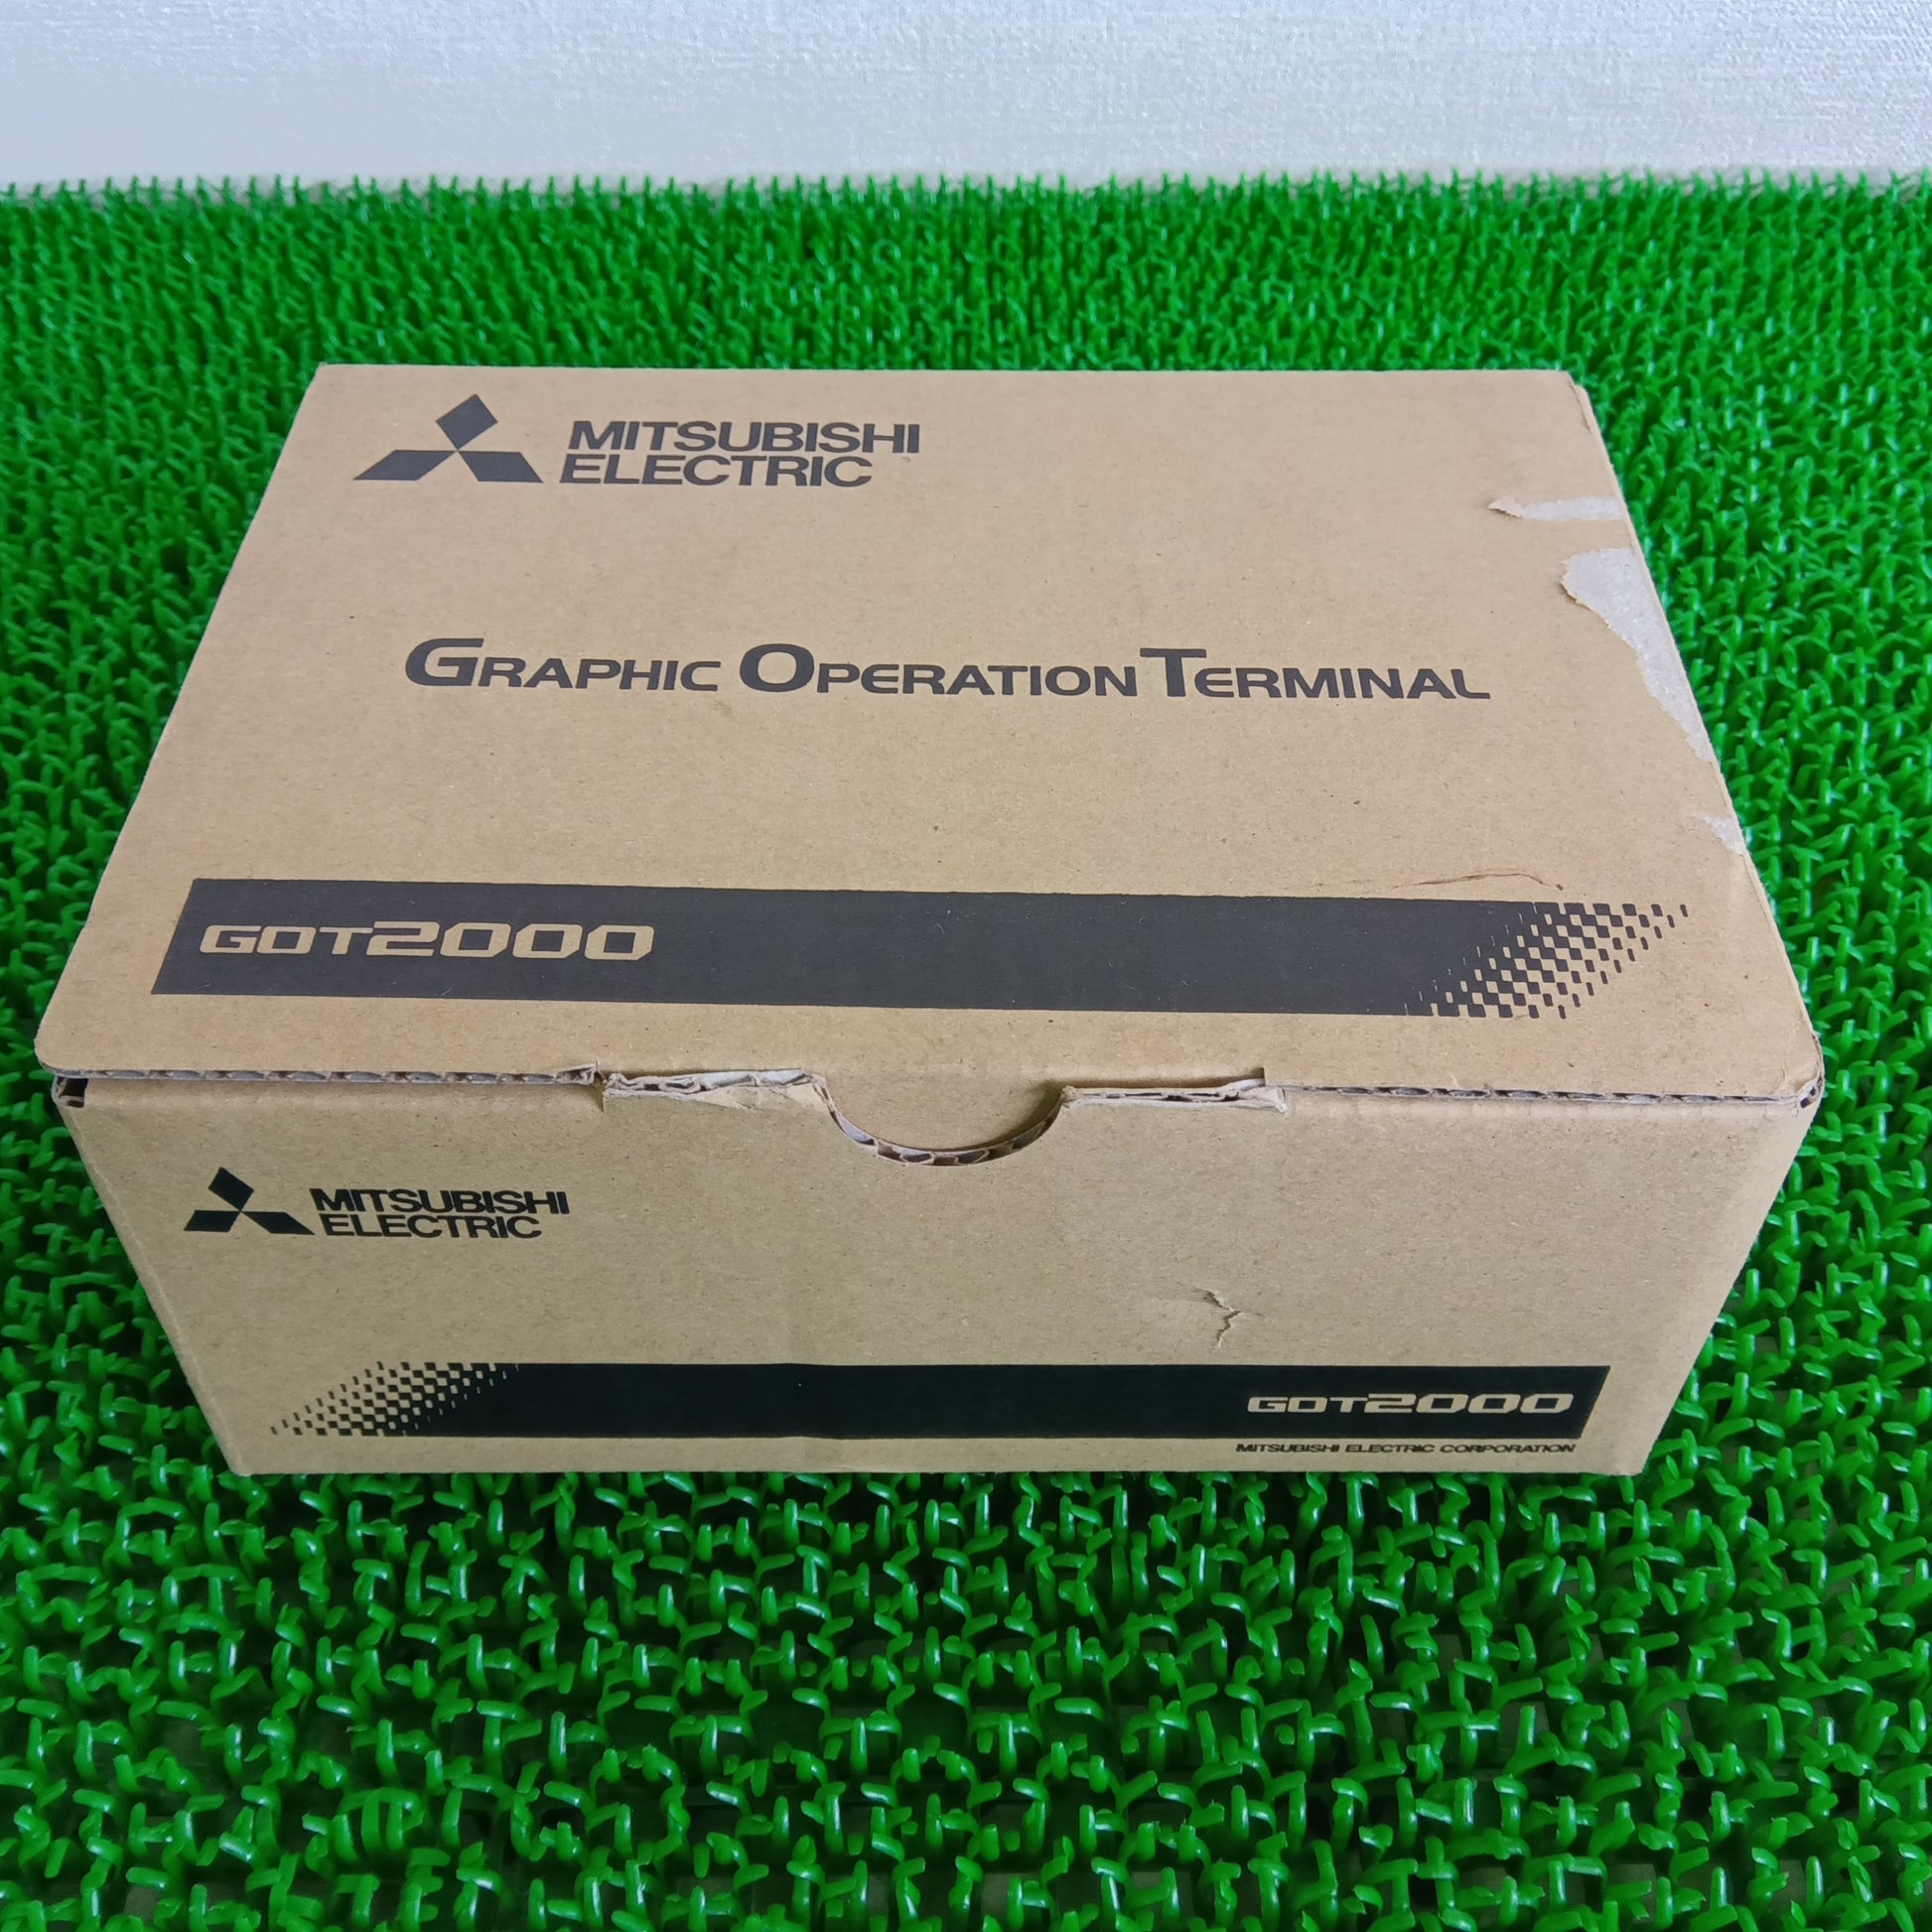 MITSUBISHI
ELECTRIC
GRAPHIC OPERATION TERMINAL
GOT2000
MITSUBISHI
ELECTRIC
GOT2000
MITSUBISHI ELECTRIC CORPORATION